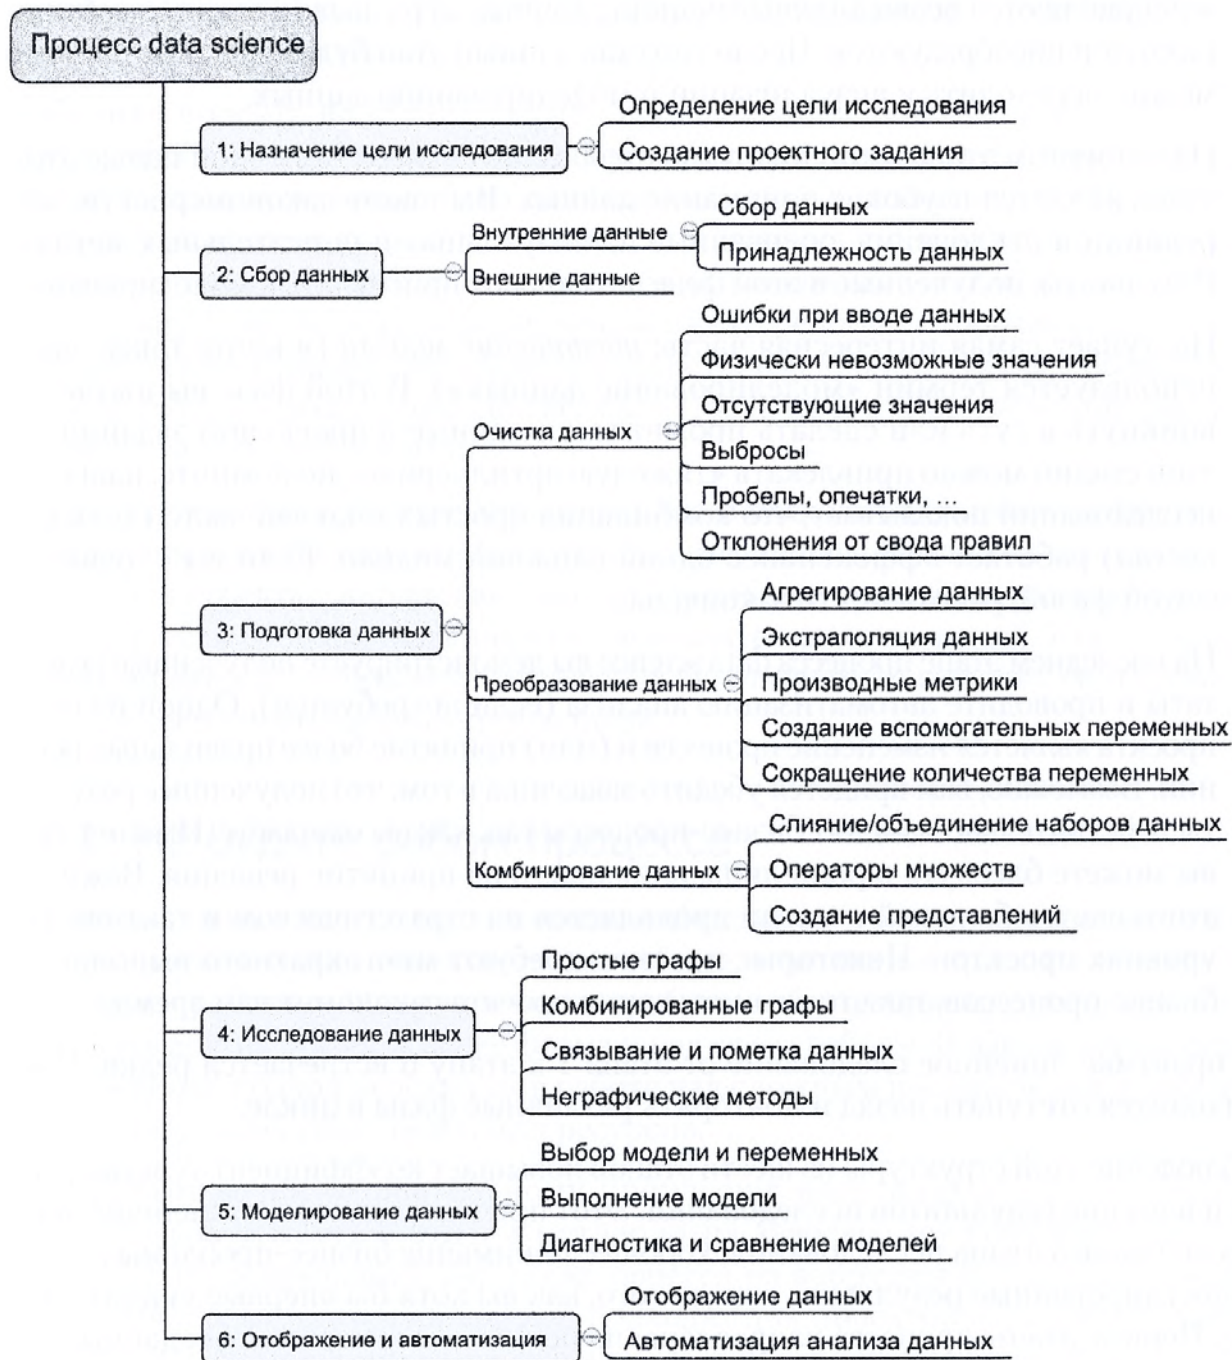 Процесс data science
1: Назначение цели исследования
Определение цели исследования
Создание проектного задания
2: Сбор данных
Внутренние данные
Сбор данных
Принадлежность данных
Внешние данные
3: Подготовка данных
Очистка данных
Ошибки при вводе данных
Физически невозможные значения
Отсутствующие значения
Выбросы
Пробелы, опечатки, ...
Отклонения от свода правил
Преобразование данных
Агрегирование данных
Экстраполяция данных
Производные метрики
Создание вспомогательных переменных
Сокращение количества переменных
Комбинирование данных
Слияние/объединение наборов данных
Операторы множеств
Создание представлений
4: Исследование данных
Простые графы
Комбинированные графы
Связывание и пометка данных
Неграфические методы
5: Моделирование данных
Выбор модели и переменных
Выполнение модели
Диагностика и сравнение моделей
6: Отображение и автоматизация
Отображение данных
Автоматизация анализа данных